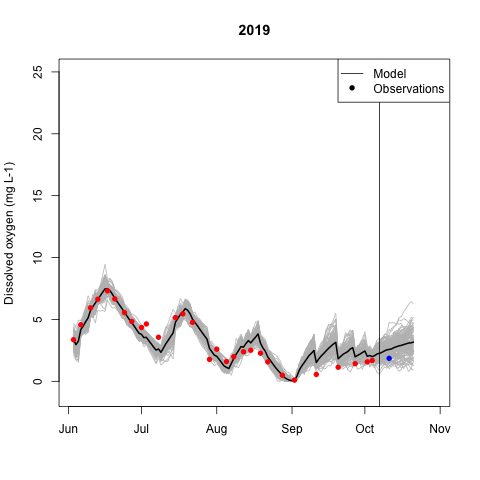 2019
Model
Observations
Dissolved oxygen (mg L-1)
25
20
15
10
5
0
Jun Jul Aug Sep Oct Nov